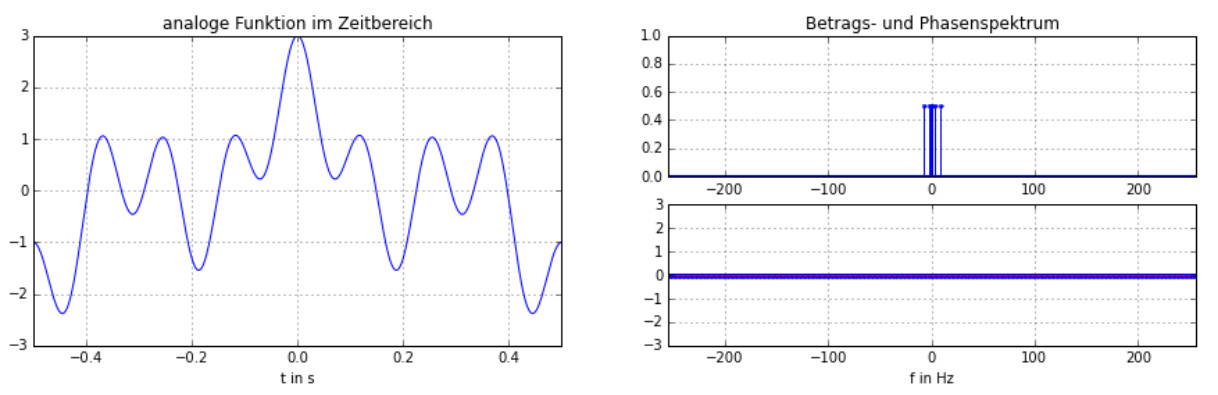 analoge Funktion im Zeitbereich
3
2
1
0
−1
−2
−3
−0.4 −0.2 0.0 0.2 0.4
t in s
Betrags- und Phasenspektrum
1.0
0.8
0.6
0.4
0.2
0.0
−200 −100 0 100 200
3
2
1
0
−1
−2
−3
−200 −100 0 100 200
f in Hz